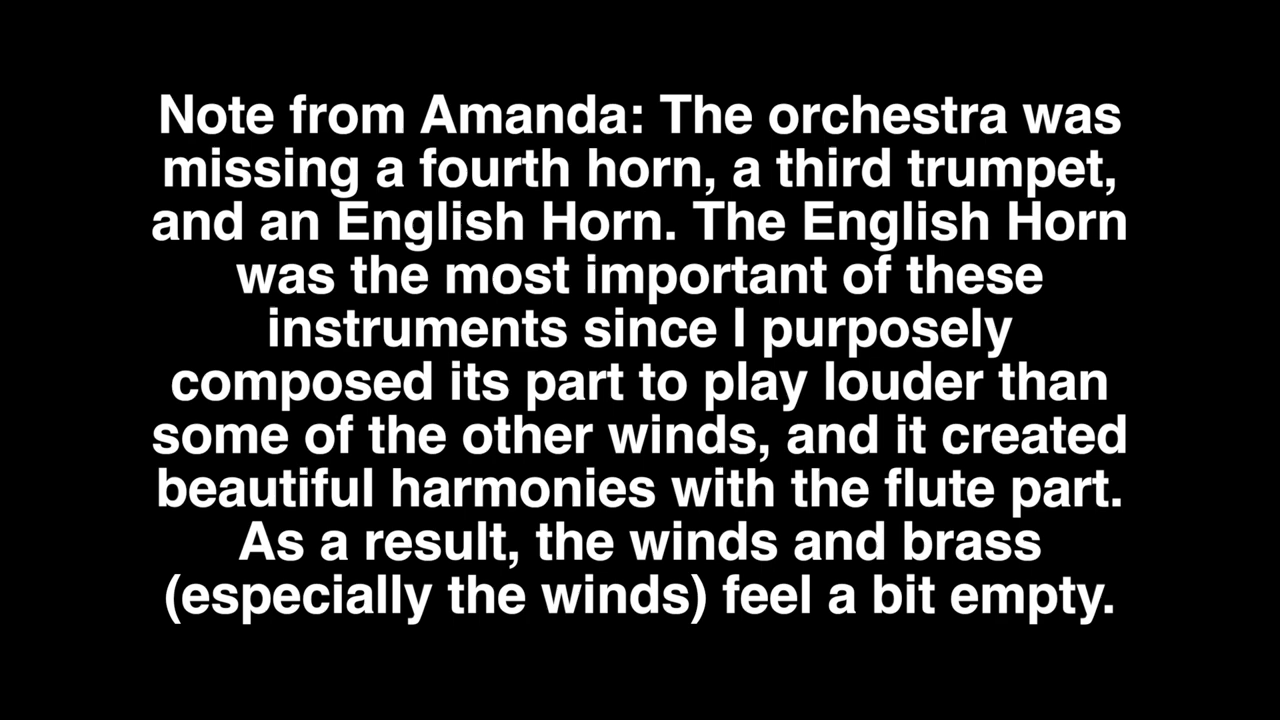 Note from Amanda: The orchestra was
missing a fourth horn, a third trumpet,
and an English Horn. The English Horn
was the most important of these
instruments since I purposely
composed its part to play louder than
some of the other winds, and it created
beautiful harmonies with the flute part.
As a result, the winds and brass
(especially the winds) feel a bit empty.